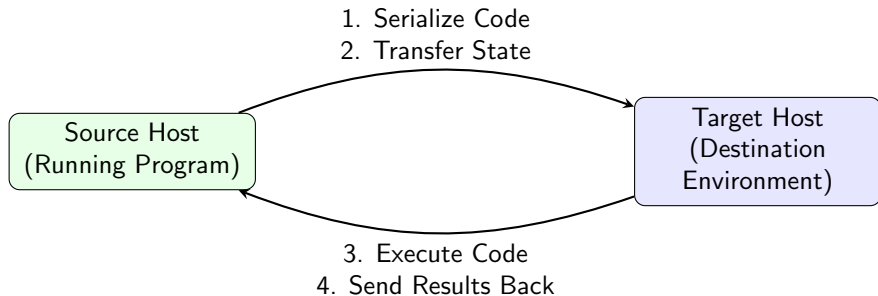 1. Serialize Code
2. Transfer State
Source Host
(Running Program)
Target Host
(Destination
Environment)
3. Execute Code
4. Send Results Back